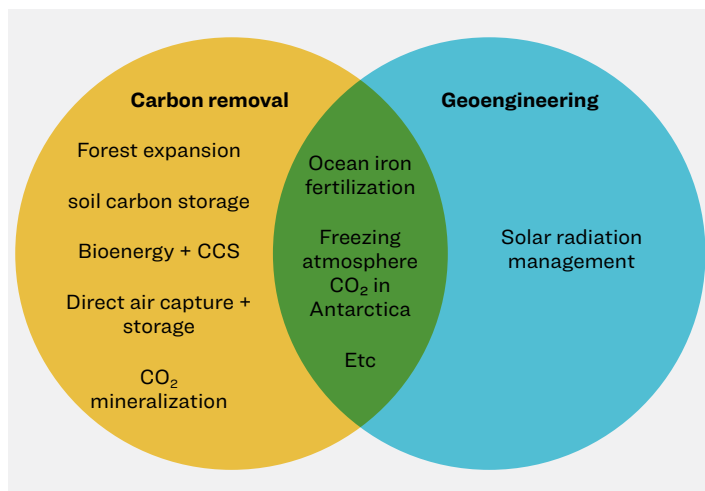 Carbon removal
Forest expansion
soil carbon storage
Bioenergy + CCS
Direct air capture +
storage
CO₂
mineralization
Ocean iron
fertilization
Freezing
atmosphere
CO₂ in
Antarctica
Etc
Geoengineering
Solar radiation
management